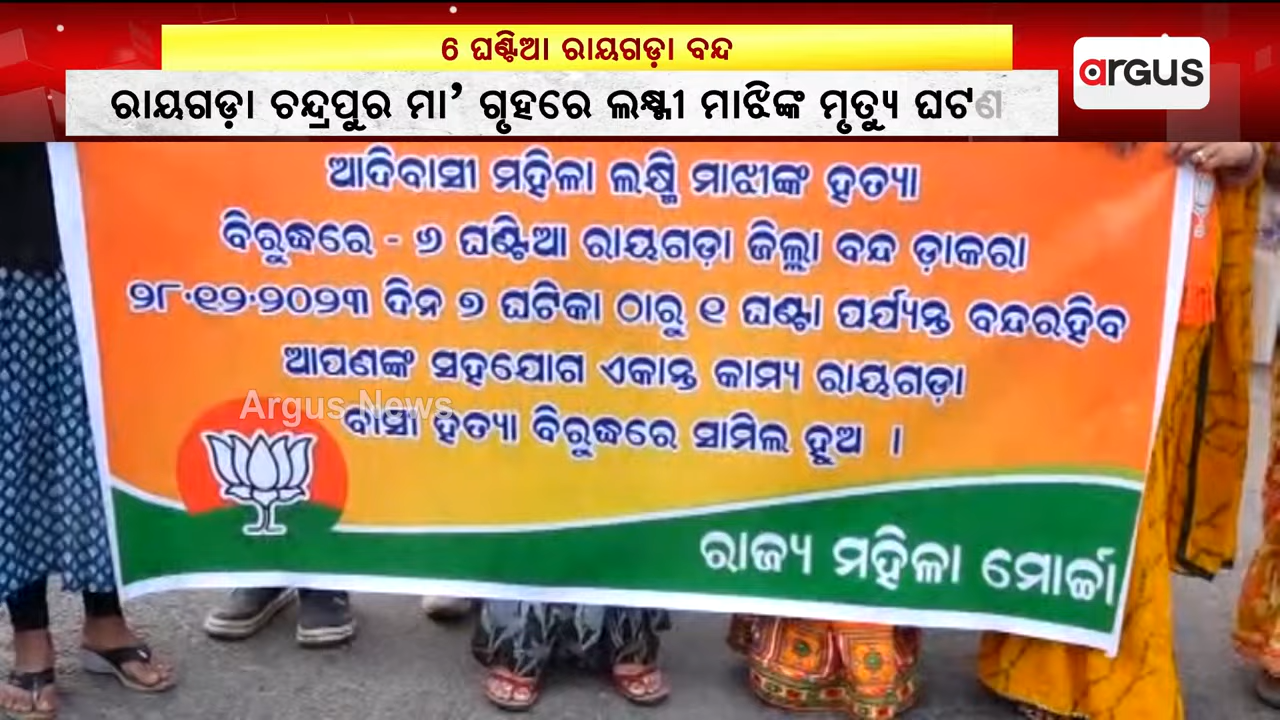 6 ଘଣ୍ଟିଆ ରାୟଗଡ଼ା ବନ୍ଦ
argus
ରାୟଗଡ଼ା ଚନ୍ଦ୍ରପୁର ମା’ ଗୃହରେ ଲକ୍ଷ୍ମୀ ମାଝିଙ୍କ ମୃତ୍ୟୁ ଘଟଣ
ଆଦିବାସୀ ମହିଳା ଲକ୍ଷ୍ମି ମାଝୀଙ୍କ ହତ୍ୟା
ବିରୁଦ୍ଧରେ - ୬ ଘଣ୍ଟିଆ ରାୟଗଡ଼ା ଜିଲ୍ଲା ବନ୍ଦ ଡ଼ାକରା
୨୮·୧୨·୨୦୨୩ ଦିନ ୭ ଘଟିକା ଠାରୁ ୧ ଘଣ୍ଟା ପର୍ଯ୍ୟନ୍ତ ବନ୍ଦରହିବ
ଆପଣଙ୍କ ସହଯୋଗ ଏକାନ୍ତ କାମ୍ୟ ରାୟଗଡ଼ା
Argus News
ବାସୀ ହତ୍ୟା ବିରୁଦ୍ଧରେ ସାମିଲ ହୁଅ ।
ରାଜ୍ୟ ମହିଳା ମୋର୍ଚ୍ଚା